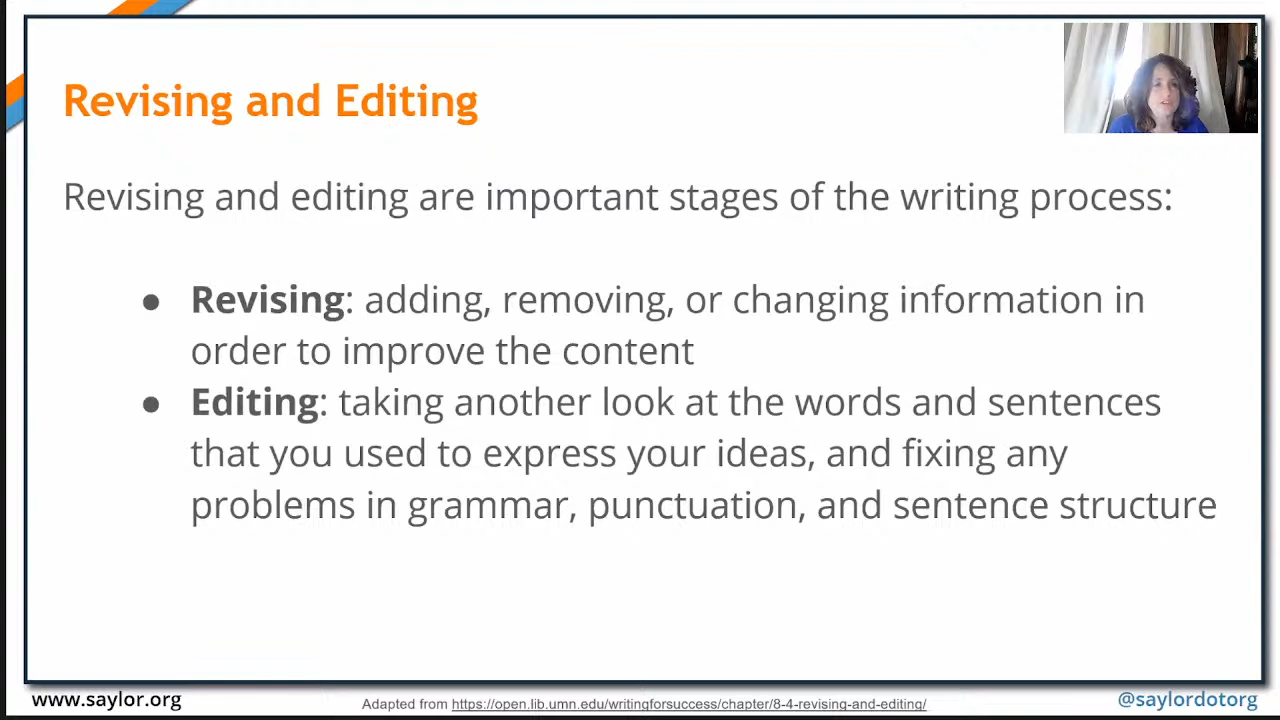 Revising and Editing
Revising and editing are important stages of the writing process:
● Revising: adding, removing, or changing information in
order to improve the content
● Editing: taking another look at the words and sentences
that you used to express your ideas, and fixing any
problems in grammar, punctuation, and sentence structure
www.saylor.org
Adapted from https://open.lib.umn.edu/writingforsuccess/chapter/8-4-revising-and-editing/
@saylordotorg